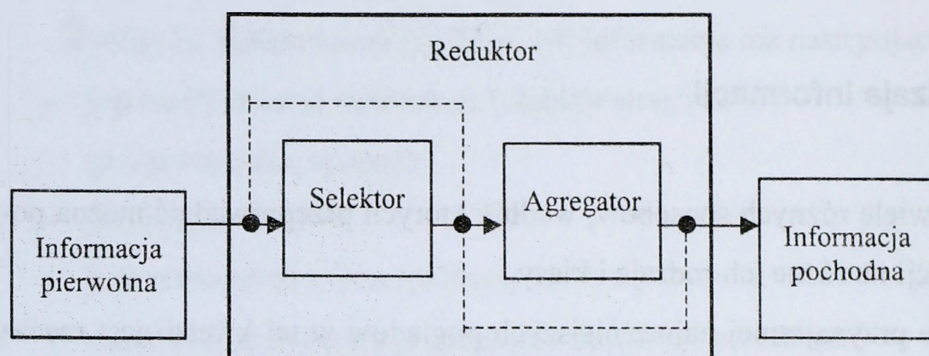 Reduktor
Selektor
Agregator
Informacja
pierwotna
Informacja
pochodna